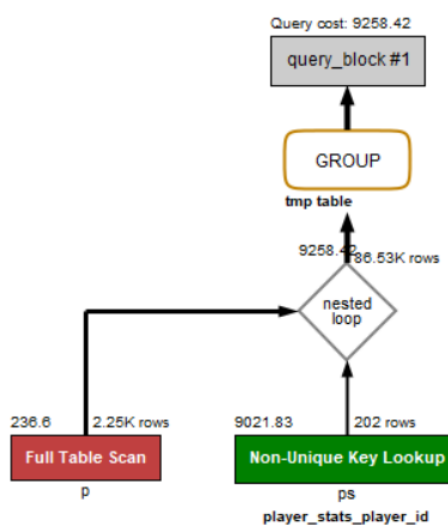 Query cost: 9258.42
query_block #1
GROUP
tmp table
9258.42
86.53K rows
nested
loop
236.6
2.25K rows
9021.83
202 rows
Full Table Scan
Non-Unique Key Lookup
p
ps
player_stats_player_id